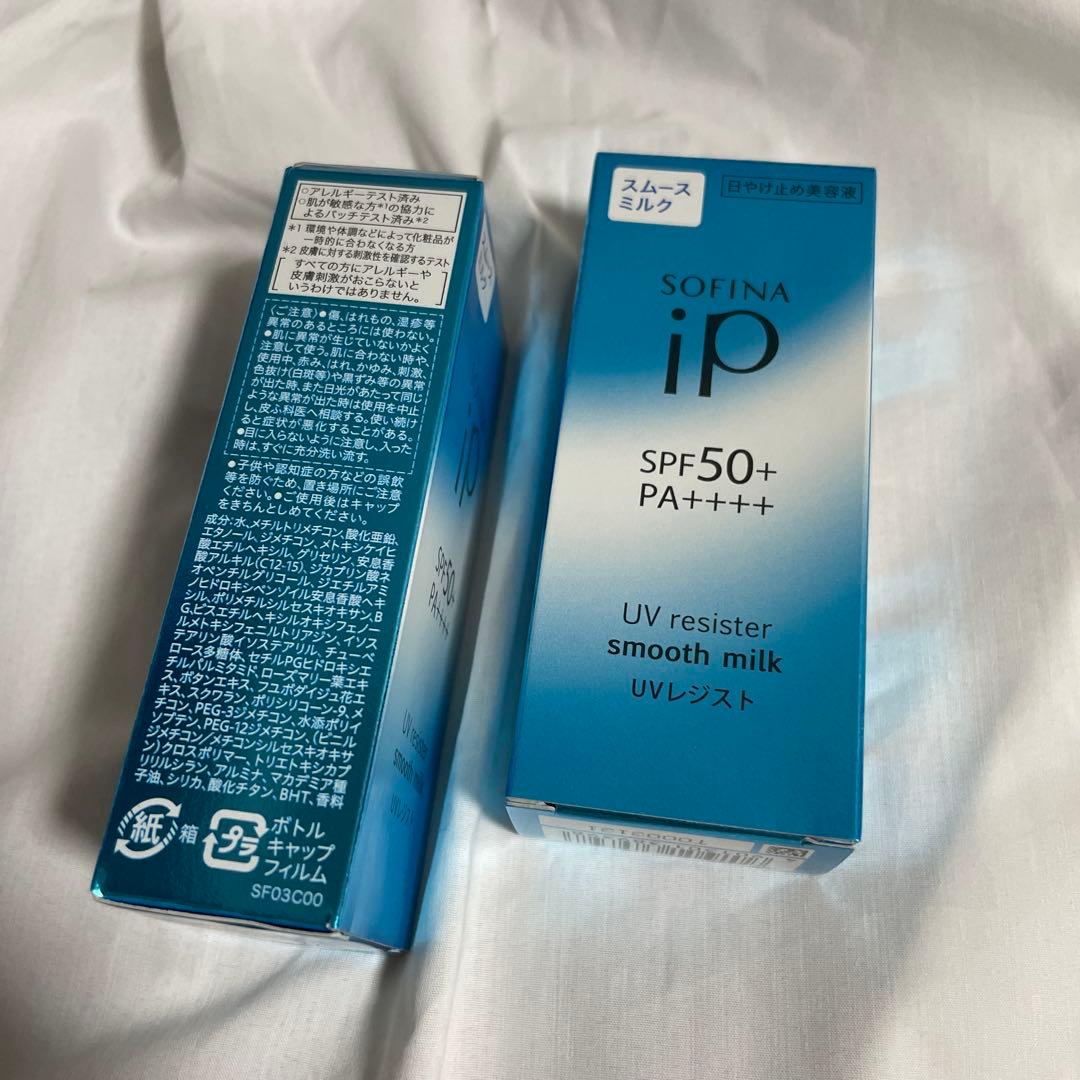 ○アレルギーテスト済み
○肌が敏感な方*1の協力に
よるパッチテスト済み*2
*1 環境や体調などによって化粧品が
一時的に合わなくなる方
*2 皮膚に対する刺激性を確認するテスト
すべての方にアレルギーや
皮膚刺激がおこらないと
いうわけではありません。
〈ご注意〉●傷、はれもの、湿疹等
異常のあるところには使わない。
●肌に異常が生じていないかよく
注意して使う。肌に合わない時や、
使用中、赤み、はれ、かゆみ、刺激、
色抜け(白斑等)や黒ずみ等の異常
が出た時、また日光があたって同じ
ような異常が出た時は使用を中止
し、皮ふ科医へ相談する。使い続け
ると症状が悪化することがある。
●目に入らないように注意し、入った
時は、すぐに充分洗い流す。
●子供や認知症の方などの誤飲
等を防ぐため、置き場所にご注意
ください。●ご使用後はキャップ
をきちんとしめてください。
成分:水、メチルトリメチコン、酸化亜鉛、
エタノール、ジメチコン、メトキシケイヒ
酸エチルヘキシル、グリセリン、安息香
酸アルキル(C12-15)、ジカプリン酸ネ
オペンチルグリコール、ジエチルアミ
ノヒドロキシベンゾイル安息香酸ヘキ
シル、ポリメチルシルセスキオキサン、B
G、ビスエチルヘキシルオキシフェノー
ルメトキシフェニルトリアジン、イソス
テアリン酸、イソステアリル、チューベ
ローズ多糖体、セチルPGヒドロキシエ
チルパルミタミド、ローズマリー葉エキ
ス、ボタンエキス、フユボダイジュ花エ
キス、スクワラン、ポリシリコーン-9、メ
チコン、PEG-3ジメチコン、水添ポリイ
ソブテン、PEG-12ジメチコン、(ビニル
ジメチコン/メチコンシルセスキオキサ
ン)クロスポリマー、トリエトキシカプ
リリルシラン、アルミナ、マカデミア種
子油、シリカ、酸化チタン、BHT、香料
紙 箱
プラ
ボトル
キャップ
フィルム
SF03C00
iP
SPF50+
PA++++
UV resister
smooth milk
UVレジスト
スムース
ミルク
日やけ止め美容液
SOFINA
iP
SPF50+
PA++++
UV resister
smooth milk
UVレジスト